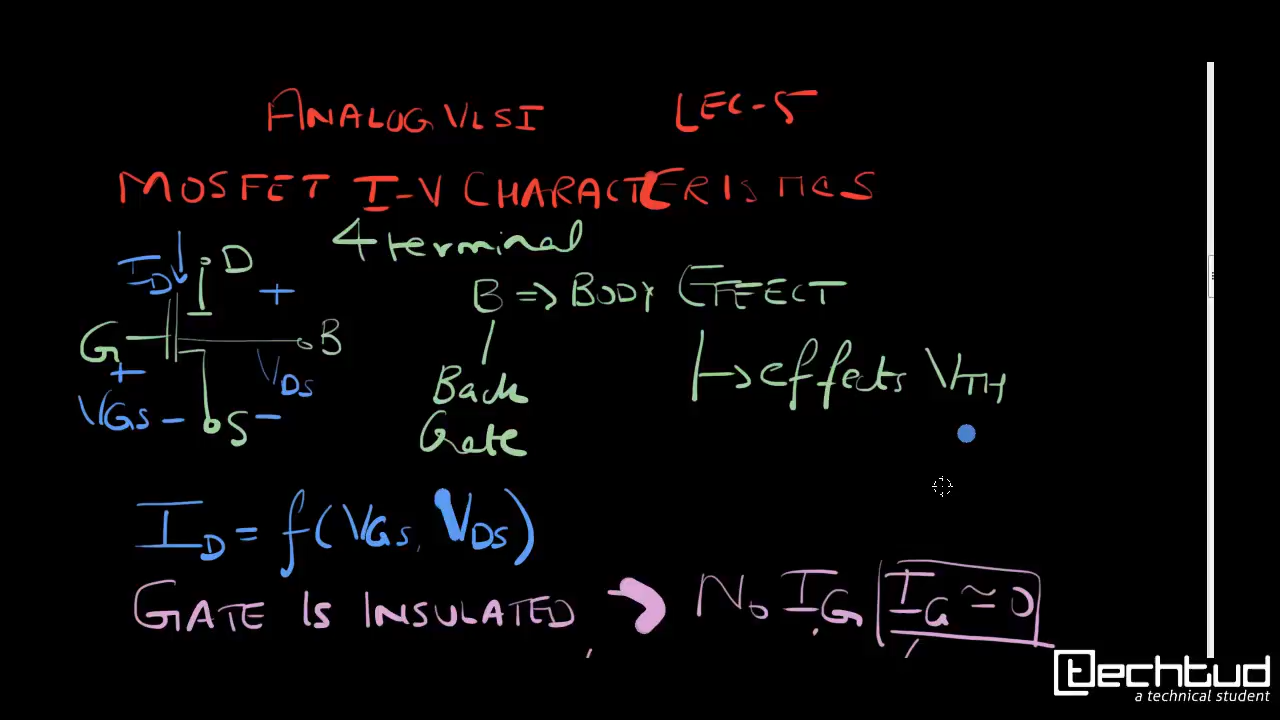 ANALOG VLSI LEC-5
MOSFET I-V CHARACTERISTICS
4 terminal
ID
D
+
B => BODY EFFECT
G
B
+
VDS
Back
Gate
effects VTH
VGS -
S
-
ID = f(VGS, VDS)
GATE IS INSULATED No IG IG ≃ 0
techtud
a technical student